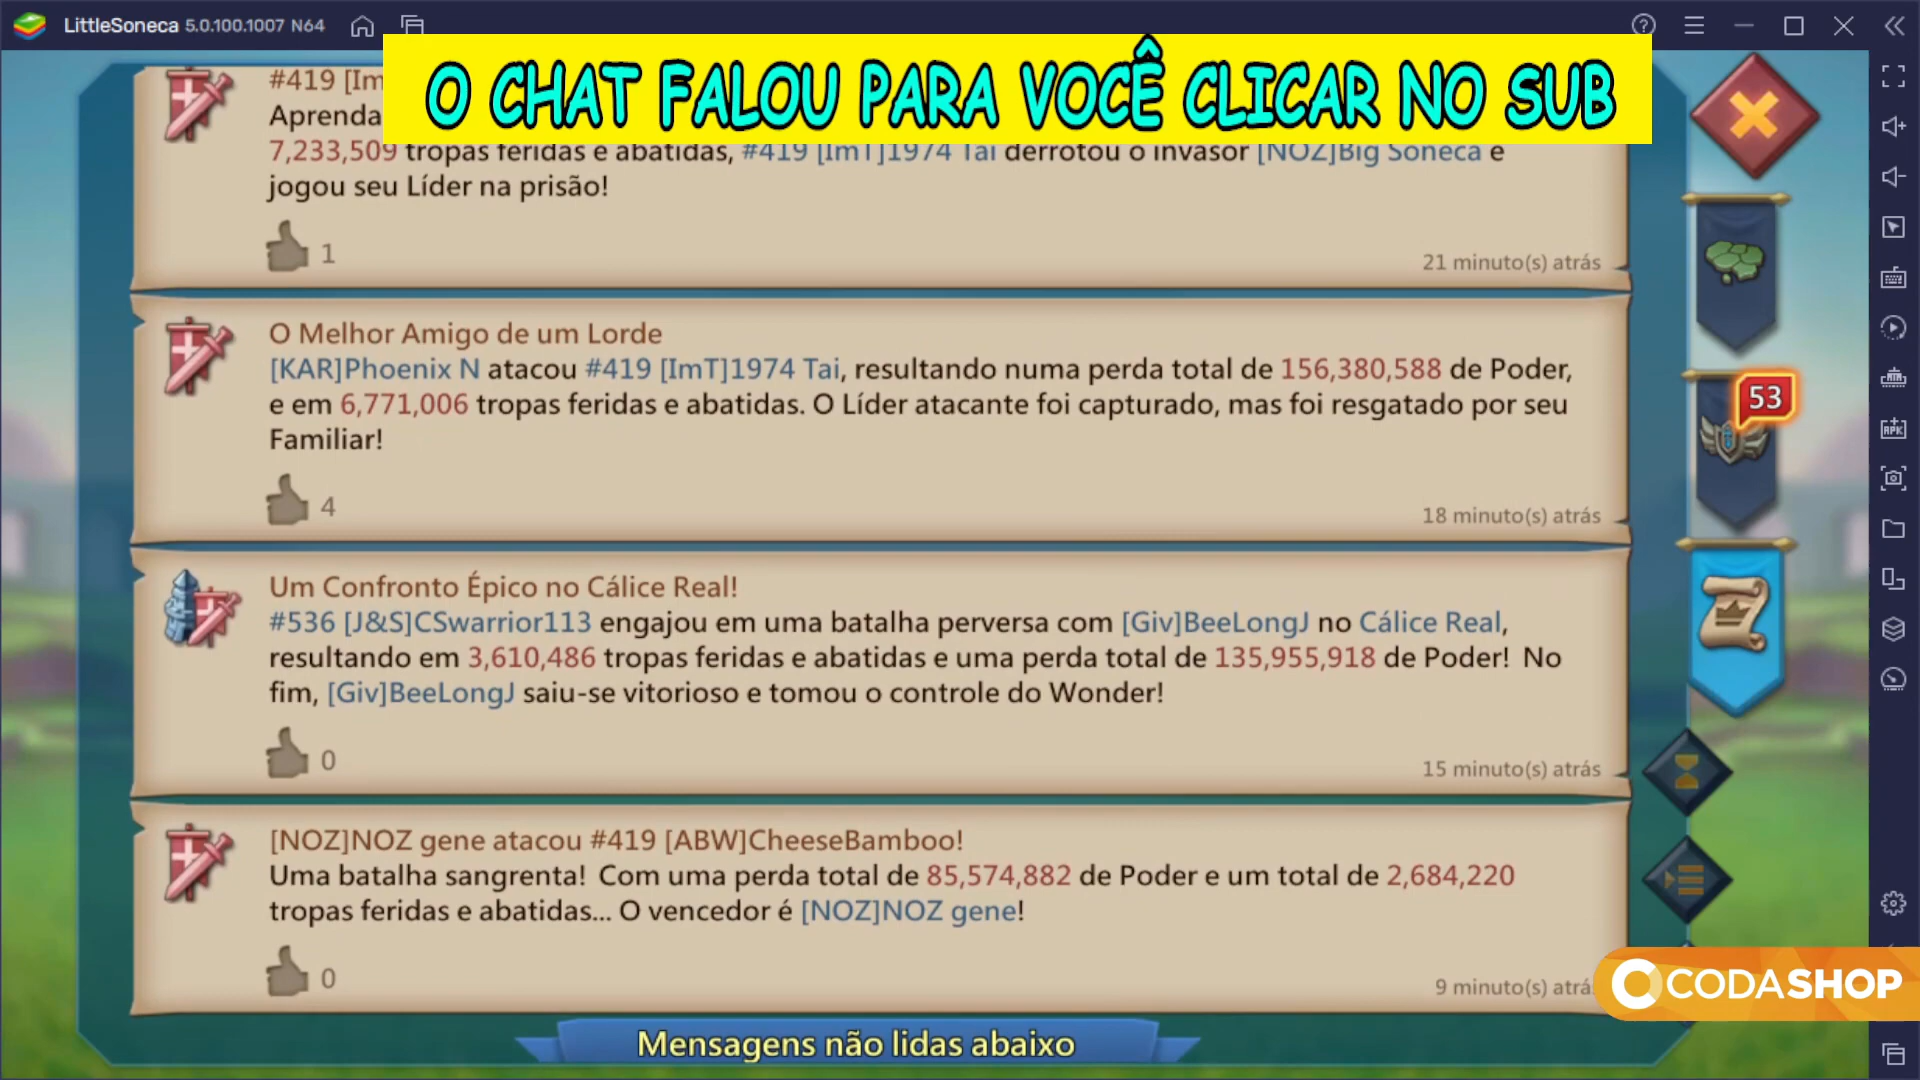 LittleSoneca 5.0.100.1007 N64
O CHAT FALOU PARA VOCÊ CLICAR NO SUB
#419 [Im
Aprenda
7,233,509 tropas feridas e abatidas, #419 [ImT]1974 Tai derrotou o invasor [NOZ]Big Soneca e
jogou seu Líder na prisão!
1
21 minuto(s) atrás
O Melhor Amigo de um Lorde
[KAR]Phoenix N atacou #419 [ImT]1974 Tai, resultando numa perda total de 156,380,588 de Poder,
e em 6,771,006 tropas feridas e abatidas. O Líder atacante foi capturado, mas foi resgatado por seu
Familiar!
4
18 minuto(s) atrás
53
Um Confronto Épico no Cálice Real!
#536 [J&S]CSwarrior113 engajou em uma batalha perversa com [Giv]BeeLongJ no Cálice Real,
resultando em 3,610,486 tropas feridas e abatidas e uma perda total de 135,955,918 de Poder! No
fim, [Giv]BeeLongJ saiu-se vitorioso e tomou o controle do Wonder!
0
15 minuto(s) atrás
[NOZ]NOZ gene atacou #419 [ABW]CheeseBamboo!
Uma batalha sangrenta! Com uma perda total de 85,574,882 de Poder e um total de 2,684,220
tropas feridas e abatidas... O vencedor é [NOZ]NOZ gene!
0
9 minuto(s) atrá
CODASHOP
Mensagens não lidas abaixo